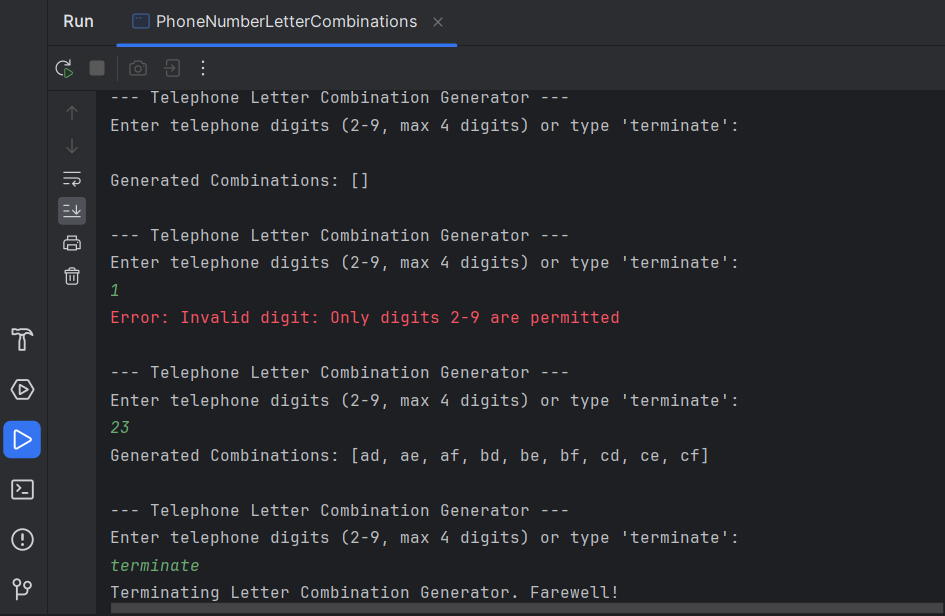 Run
PhoneNumberLetterCombinations
--- Telephone Letter Combination Generator ---
Enter telephone digits (2-9, max 4 digits) or type 'terminate':
Generated Combinations: []
--- Telephone Letter Combination Generator ---
Enter telephone digits (2-9, max 4 digits) or type 'terminate':
1
Error: Invalid digit: Only digits 2-9 are permitted
--- Telephone Letter Combination Generator ---
Enter telephone digits (2-9, max 4 digits) or type 'terminate':
23
Generated Combinations: [ad, ae, af, bd, be, bf, cd, ce, cf]
--- Telephone Letter Combination Generator ---
Enter telephone digits (2-9, max 4 digits) or type 'terminate':
terminate
Terminating Letter Combination Generator. Farewell!